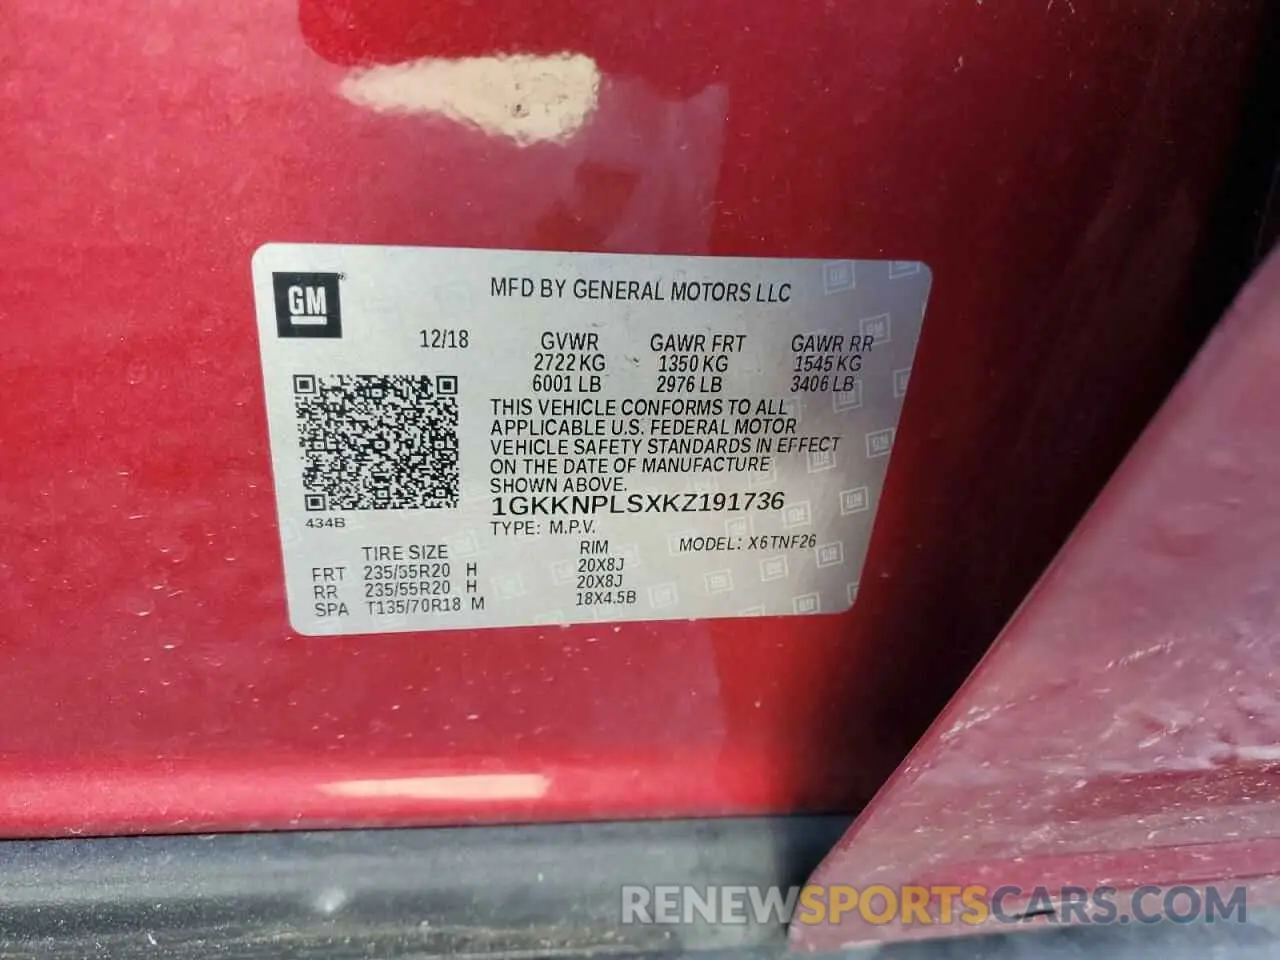 GM
MFD BY GENERAL MOTORS LLC
12/18 GVWR GAWR FRT GAWR RR
2722 KG 1350 KG 1545 KG
6001 LB 2976 LB 3406 LB
THIS VEHICLE CONFORMS TO ALL
APPLICABLE U.S. FEDERAL MOTOR
VEHICLE SAFETY STANDARDS IN EFFECT
ON THE DATE OF MANUFACTURE
SHOWN ABOVE.
1GKKNPLSXKZ191736
434B
TYPE: M.P.V. MODEL: X6TNF26
TIRE SIZE RIM
FRT 235/55R20 H 20X8J
RR 235/55R20 H 20X8J
SPA T135/70R18 M 18X4.5B
RENEWSPORTSCARS.COM